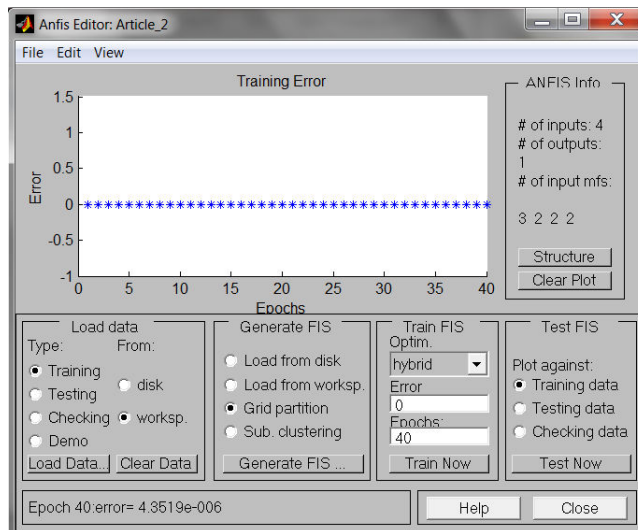 Anfis Editor: Article_2
File Edit View
Training Error
1.5
1
0.5
0
-0.5
-1
Error
0 5 10 15 20 25 30 35 40
Epochs
ANFIS Info
# of inputs: 4
# of outputs:
1
# of input mfs:
3 2 2 2
Structure
Clear Plot
Load data
Type: From:
Training
Testing
Checking
Demo
disk
worksp.
Load Data... Clear Data
Generate FIS
Load from disk
Load from worksp.
Grid partition
Sub. clustering
Generate FIS ...
Train FIS
Optim.
hybrid
Error
0
Epochs:
40
Train Now
Test FIS
Plot against:
Training data
Testing data
Checking data
Test Now
Epoch 40:error= 4.3519e-006
Help Close